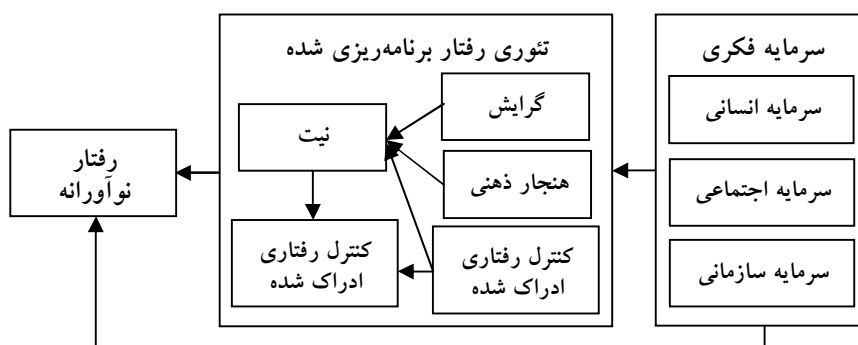 سرمایه فکری
سرمایه انسانی
سرمایه اجتماعی
سرمایه سازمانی
تئوری رفتار برنامه‌ریزی شده
گرایش
هنجار ذهنی
کنترل رفتاری
ادراک شده
نیت
کنترل رفتاری
ادراک شده
رفتار
نوآورانه